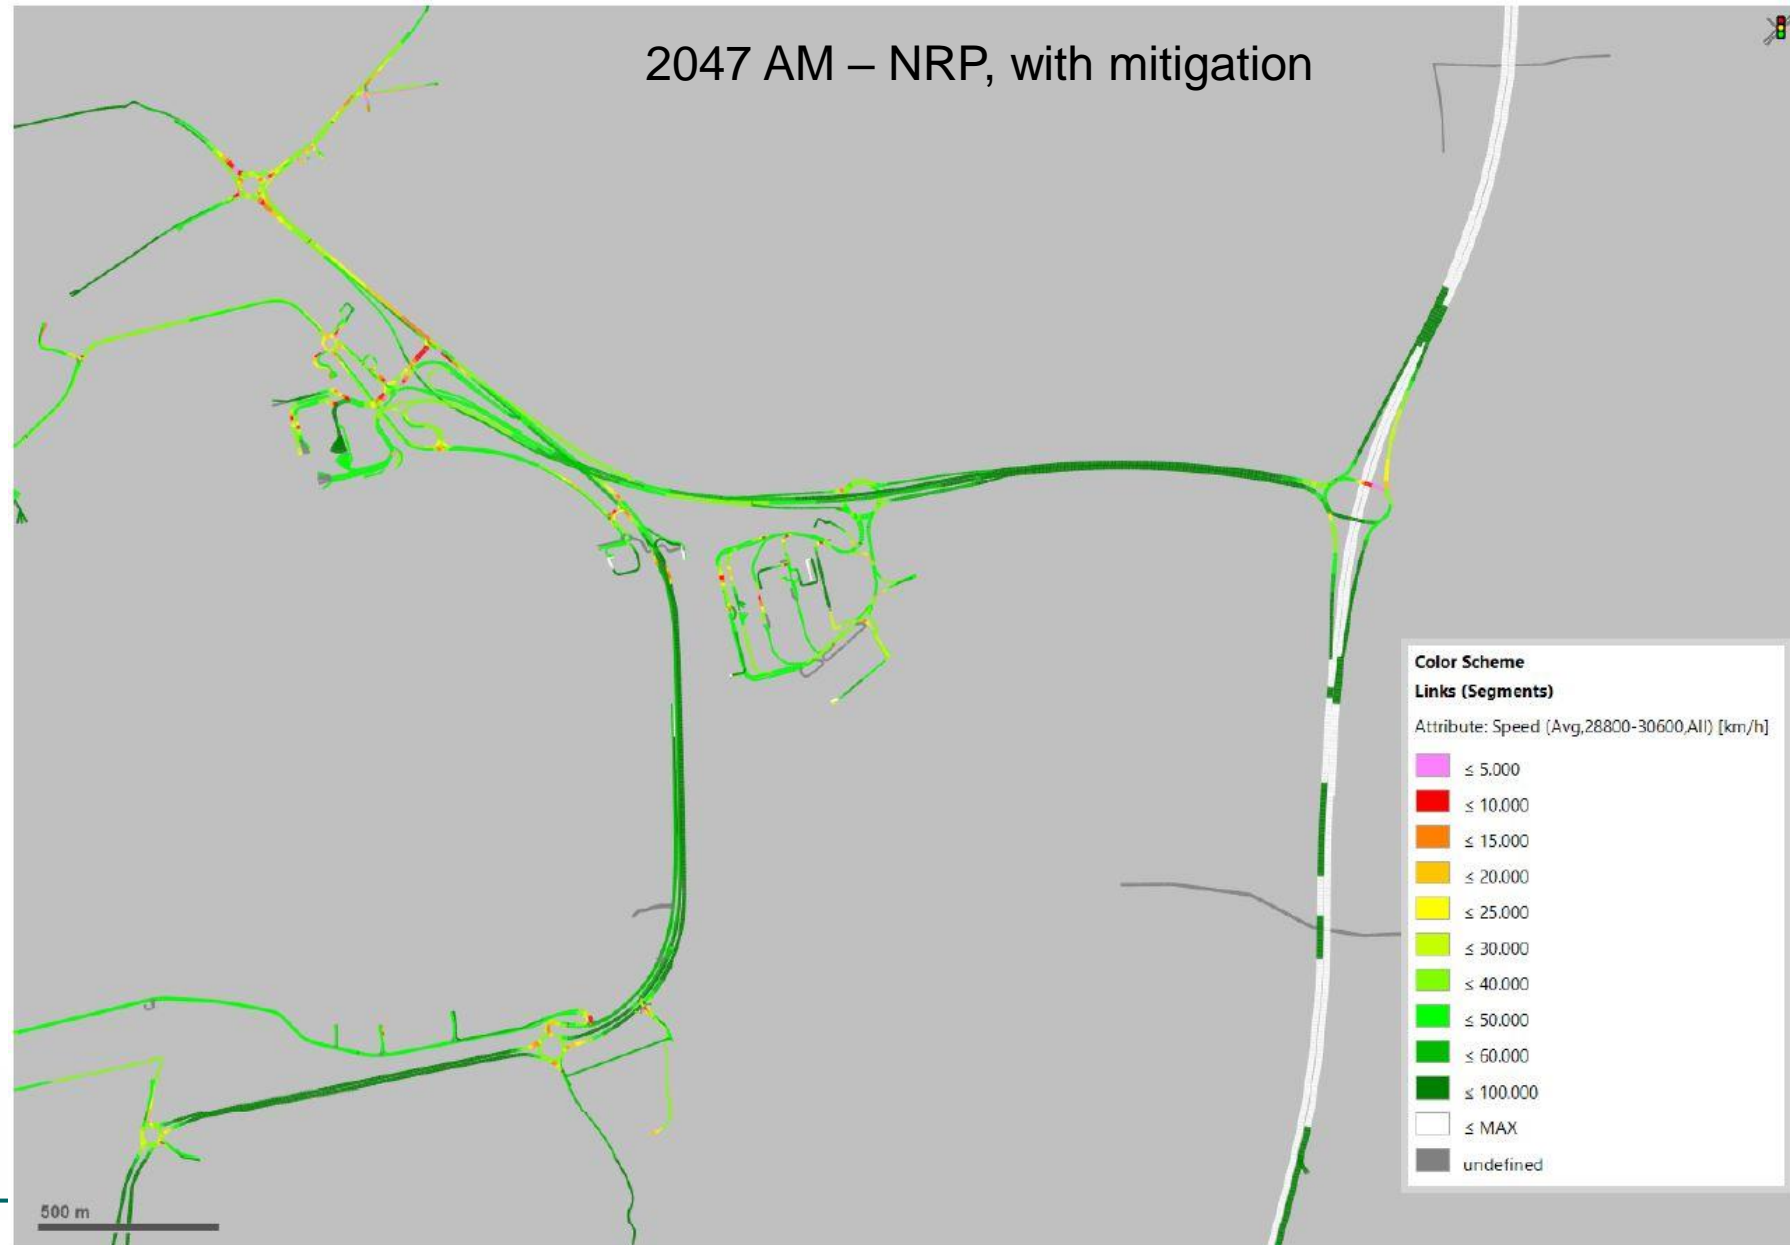 2047 AM – NRP, with mitigation
Color Scheme
Links (Segments)
Attribute: Speed (Avg,28800-30600,All) [km/h]
≤ 5.000
≤ 10.000
≤ 15.000
≤ 20.000
≤ 25.000
≤ 30.000
≤ 40.000
≤ 50.000
≤ 60.000
≤ 100.000
≤ MAX
undefined
500 m